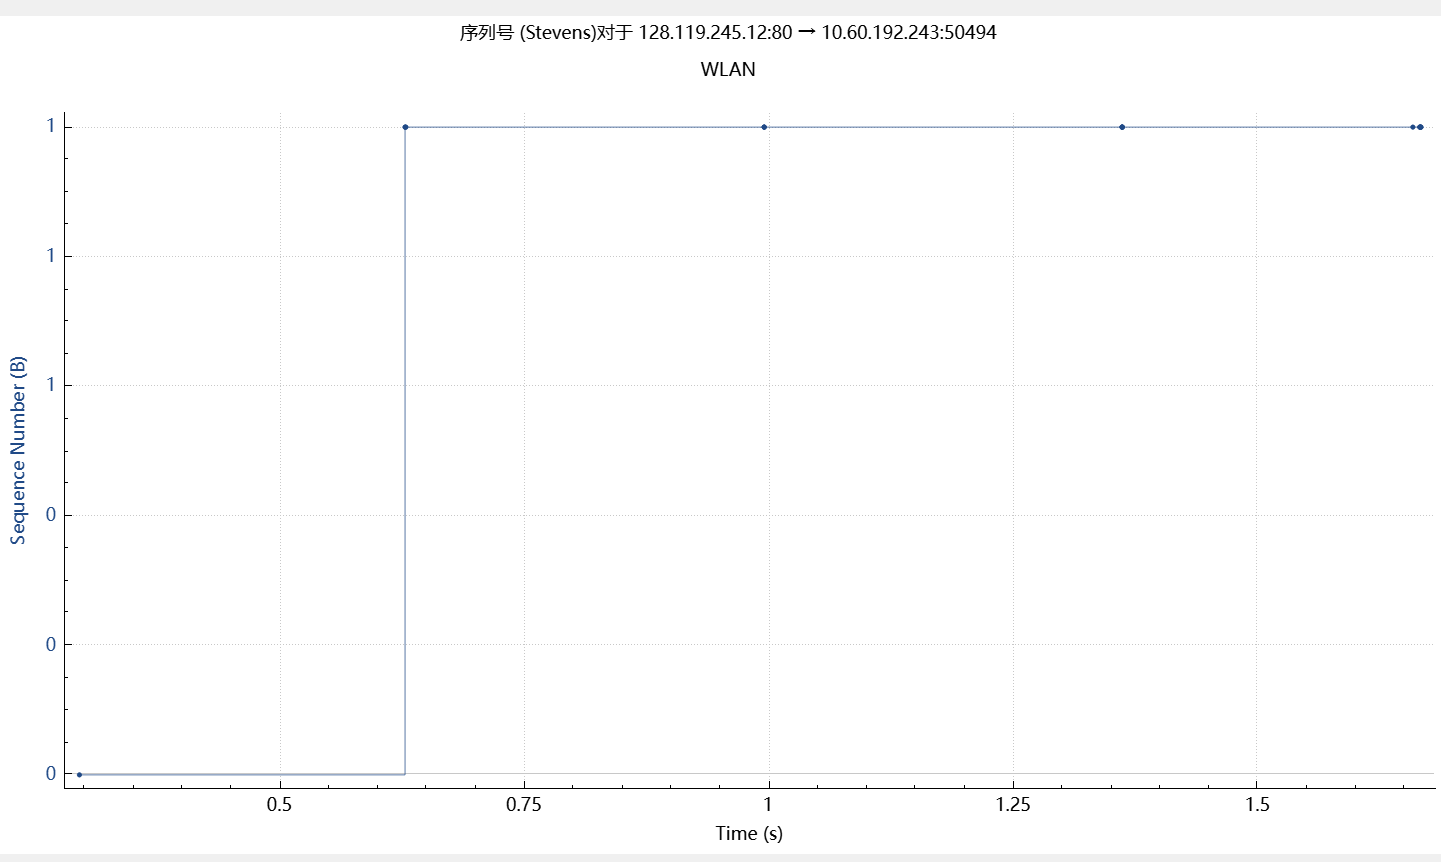 序列号 (Stevens)对于 128.119.245.12:80 → 10.60.192.243:50494
WLAN
1
1
1
0
0
0
Sequence Number (B)
0.5 0.75 1 1.25 1.5
Time (s)